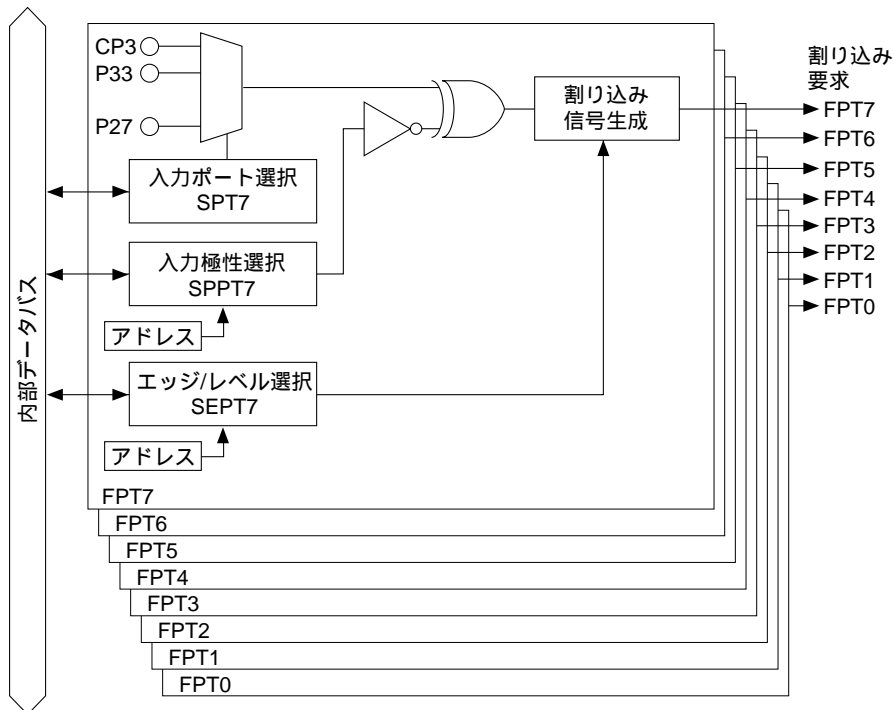 内部データバス
CP3
P33
P27
入力ポート選択
SPT7
入力極性選択
SPPT7
アドレス
エッジ/レベル選択
SEPT7
アドレス
割り込み
信号生成
割り込み
要求
FPT7
FPT6
FPT5
FPT4
FPT3
FPT2
FPT1
FPT0
FPT7
FPT6
FPT5
FPT4
FPT3
FPT2
FPT1
FPT0